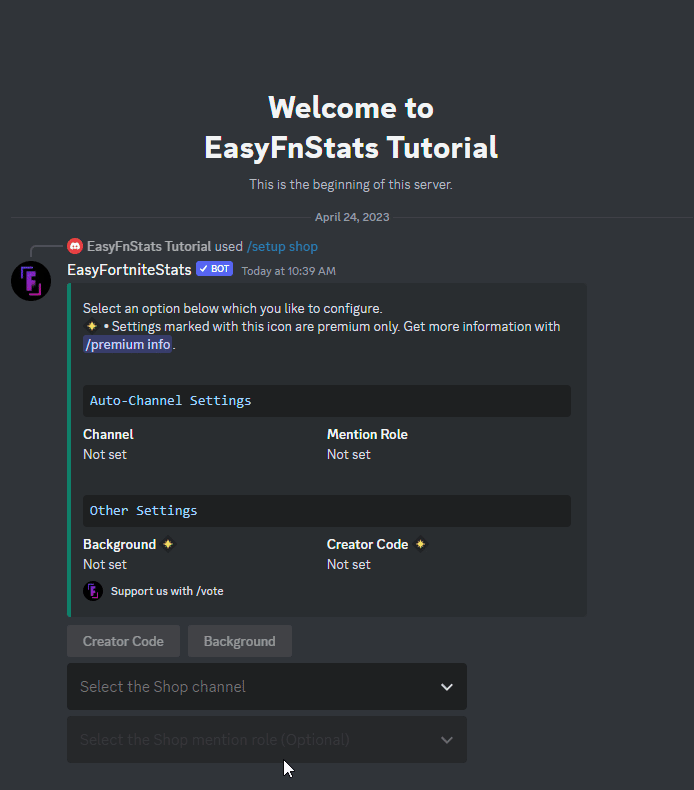 Welcome to
EasyFnStats Tutorial
This is the beginning of this server.
April 24, 2023
EasyFnStats Tutorial used /setup shop
EasyFortniteStats ✓ BOT Today at 10:39 AM
Select an option below which you like to configure.
• Settings marked with this icon are premium only. Get more information with
/premium info.
Auto-Channel Settings
Channel Mention Role
Not set Not set
Other Settings
Background Creator Code
Not set Not set
Support us with /vote
Creator Code Background
Select the Shop channel
Select the Shop mention role (Optional)